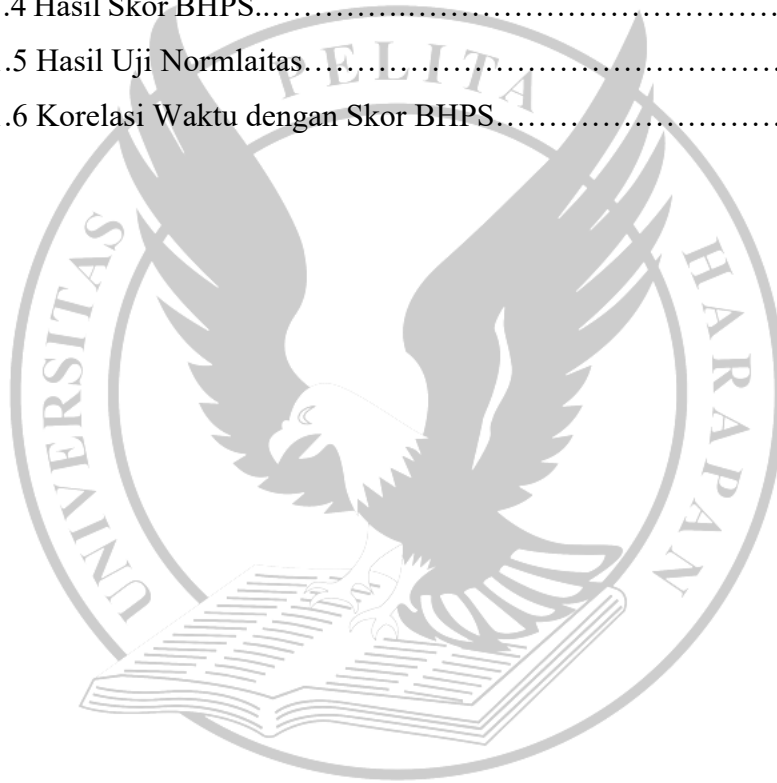 .4 Hasil Skor BHPS..……………………………………………
.5 Hasil Uji Normlaitas…………………………………………
.6 Korelasi Waktu dengan Skor BHPS…………………………
UNIVERSITAS PELITA HARAPAN